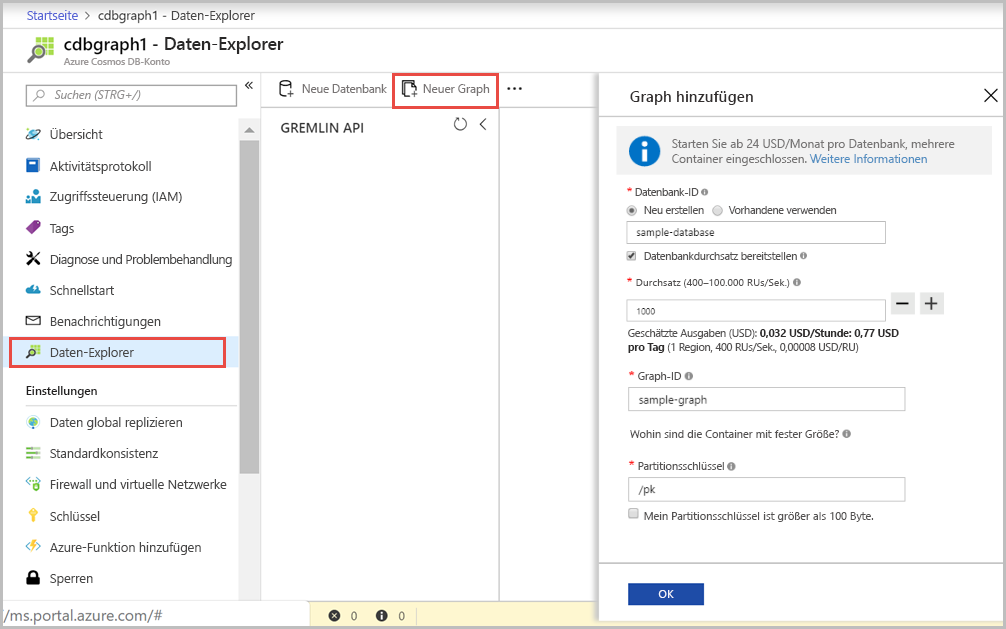 Startseite > cdbgraph1 - Daten-Explorer
cdbgraph1 - Daten-Explorer
Azure Cosmos DB-Konto
Suchen (STRG+/)
Übersicht
Aktivitätsprotokoll
Zugriffssteuerung (IAM)
Tags
Diagnose und Problembehandlung
Schnellstart
Benachrichtigungen
Daten-Explorer
Einstellungen
Daten global replizieren
Standardkonsistenz
Firewall und virtuelle Netzwerke
Schlüssel
Azure-Funktion hinzufügen
Sperren
/ms.portal.azure.com/#
Neue Datenbank
Neuer Graph
GREMLIN API
0
0
Graph hinzufügen
Starten Sie ab 24 USD/Monat pro Datenbank, mehrere
Container eingeschlossen. Weitere Informationen
* Datenbank-ID
Neu erstellen
Vorhandene verwenden
sample-database
Datenbankdurchsatz bereitstellen
* Durchsatz (400–100.000 RUs/Sek.)
1000
Geschätzte Ausgaben (USD): 0,032 USD/Stunde: 0,77 USD
pro Tag (1 Region, 400 RUs/Sek., 0,00008 USD/RU)
* Graph-ID
sample-graph
Wohin sind die Container mit fester Größe?
* Partitionsschlüssel
/pk
Mein Partitionsschlüssel ist größer als 100 Byte.
OK